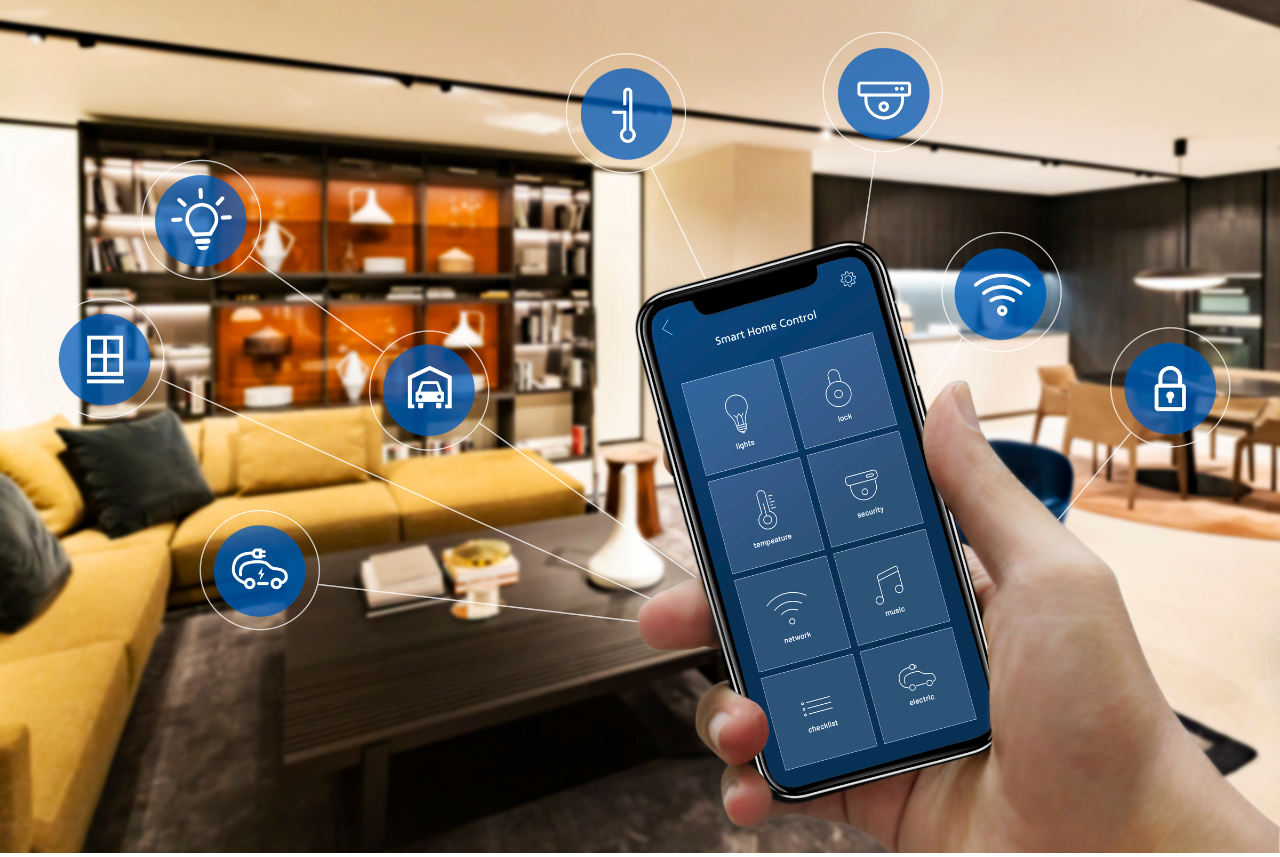 Smart Home Control
lights
lock
tempeature
security
network
music
checklist
electric